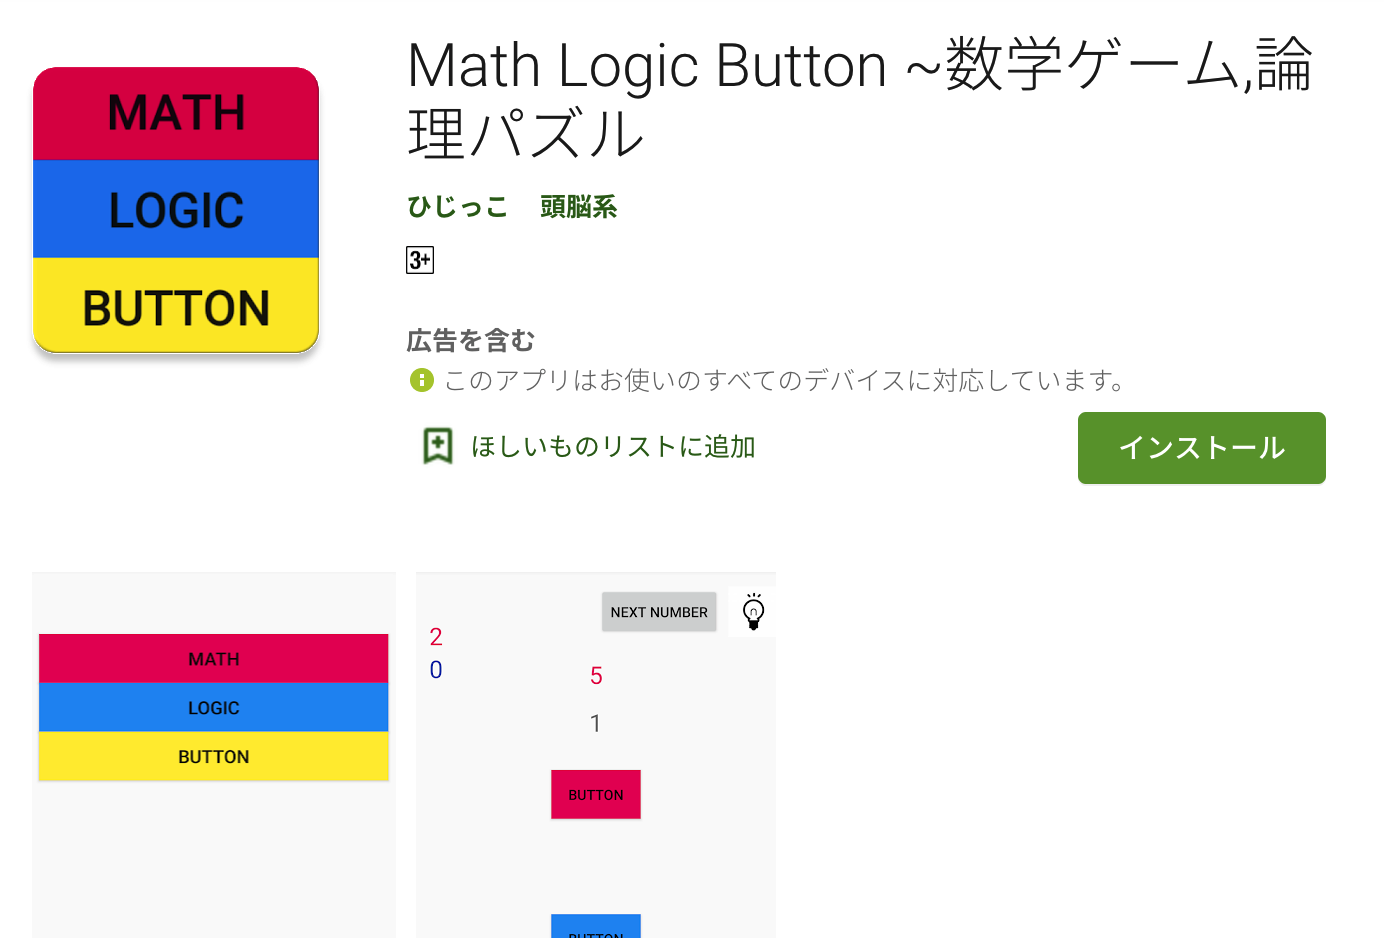 MATH
LOGIC
BUTTON
Math Logic Button ~数学ゲーム,論
理パズル
ひじっこ 頭脳系
3+
広告を含む
このアプリはお使いのすべてのデバイスに対応しています。
ほしいものリストに追加
インストール
MATH
LOGIC
BUTTON
NEXT NUMBER
2
0
5
1
BUTTON
BUTTON